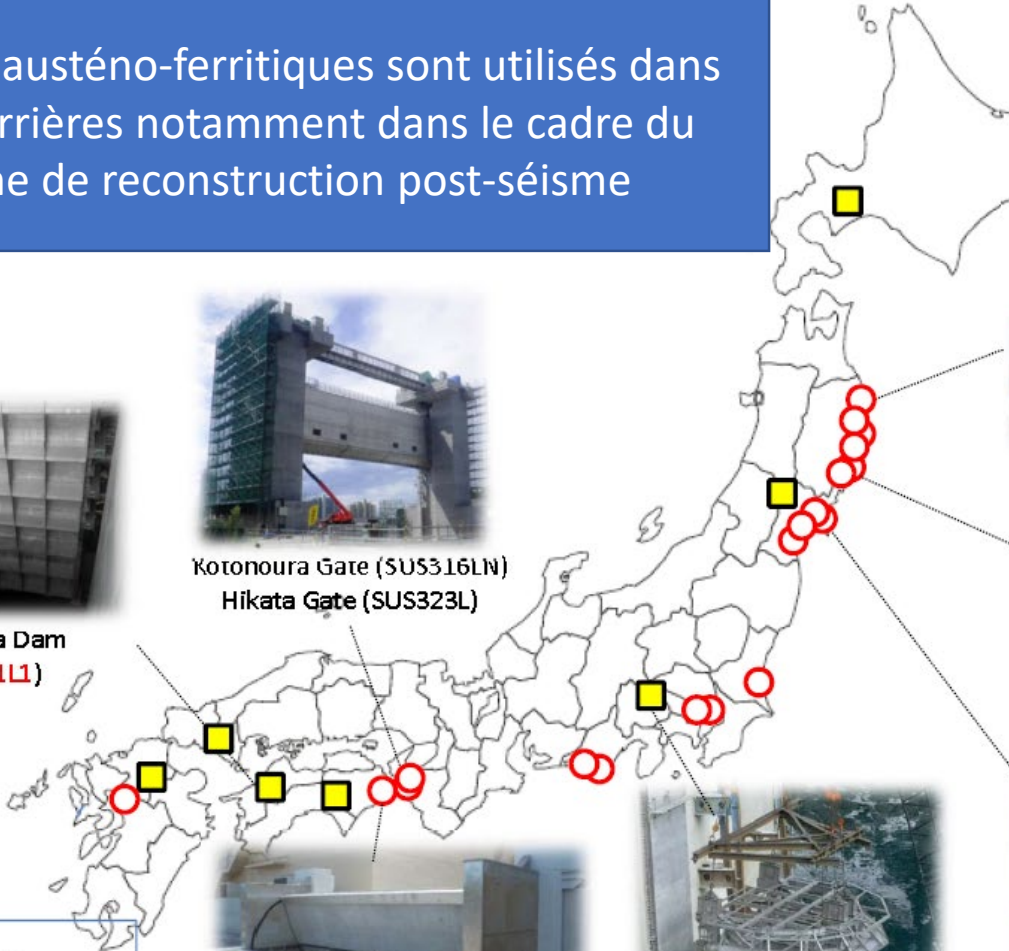 austéno-ferritiques sont utilisés dans
rrières notamment dans le cadre du
ne de reconstruction post-séisme
Kotonoura Gate (SUS316LN)
Hikata Gate (SUS323L)
a Dam
1L1)